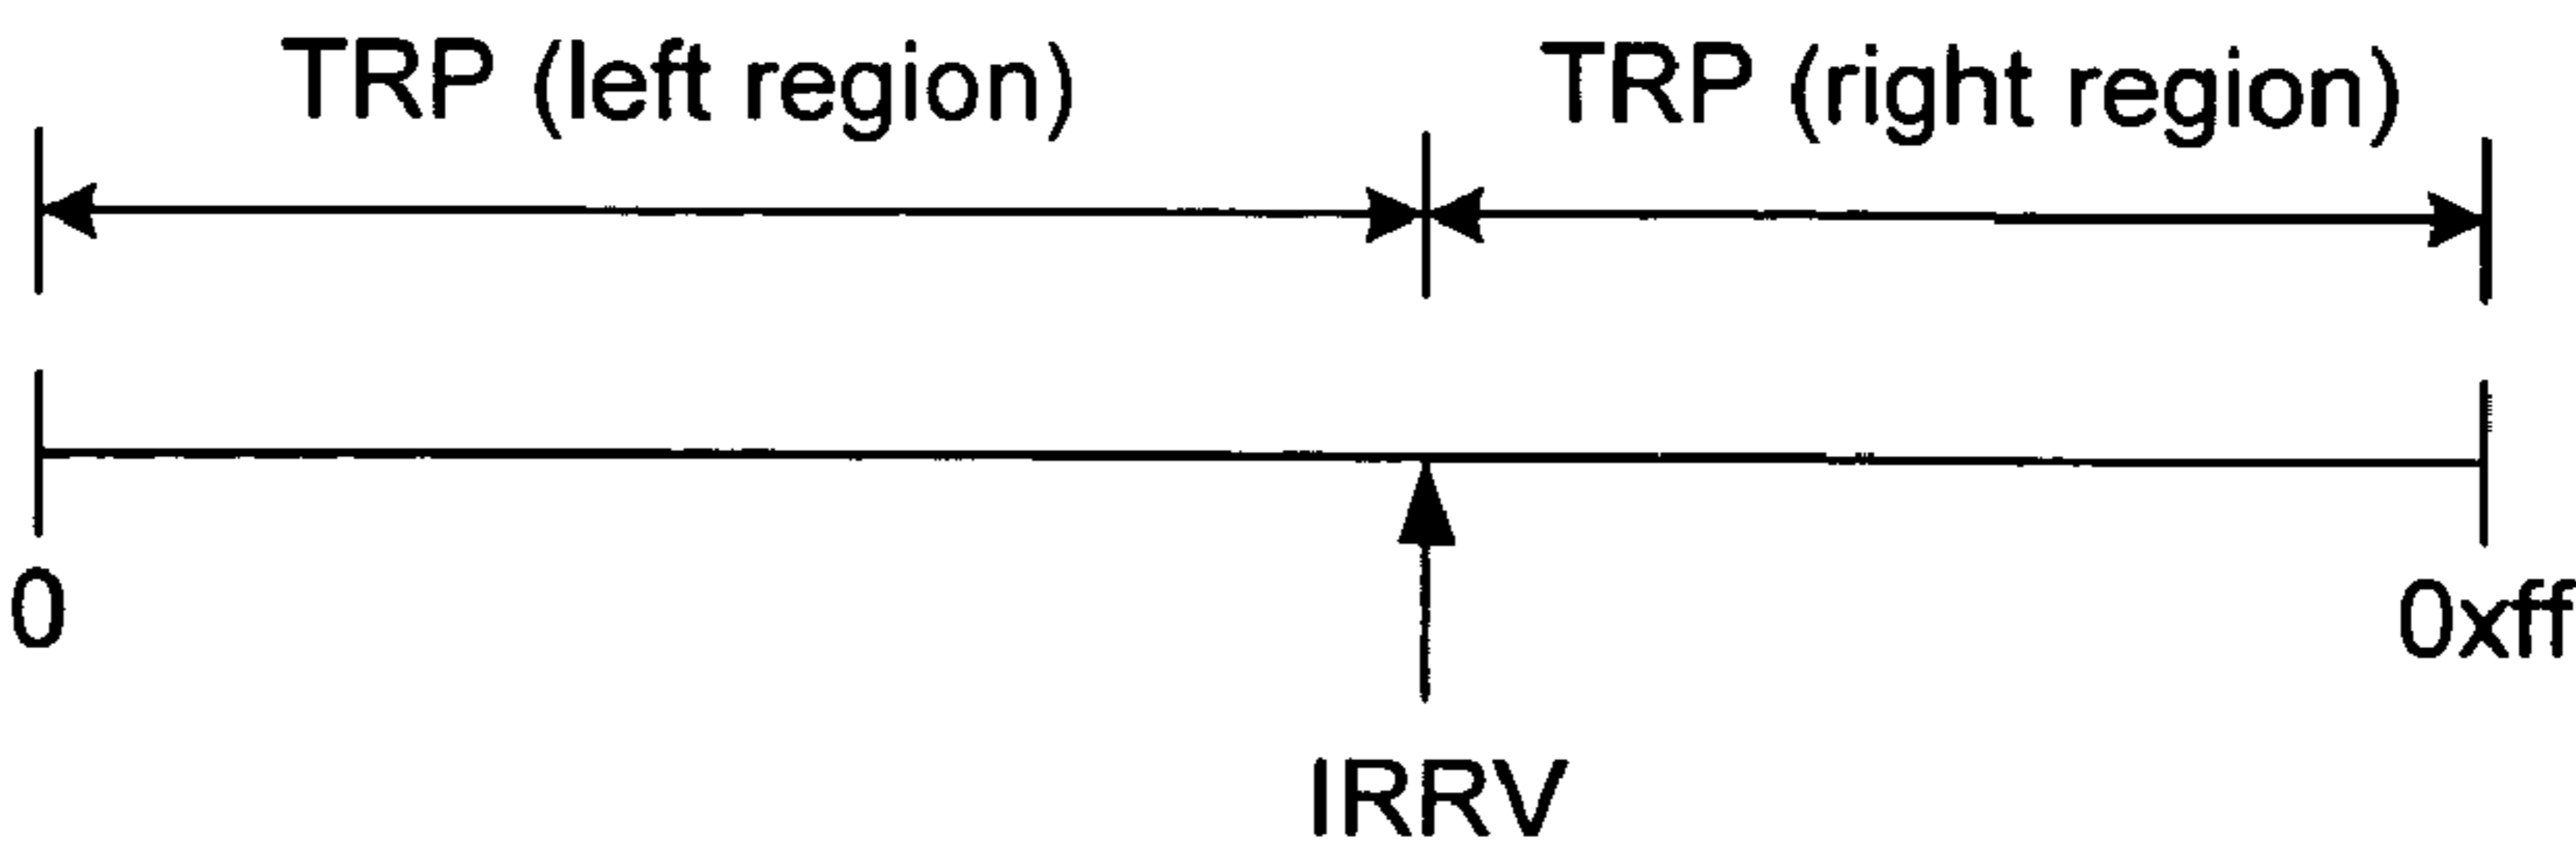 TRP (left region) TRP (right region)
0 0xff
IRRV